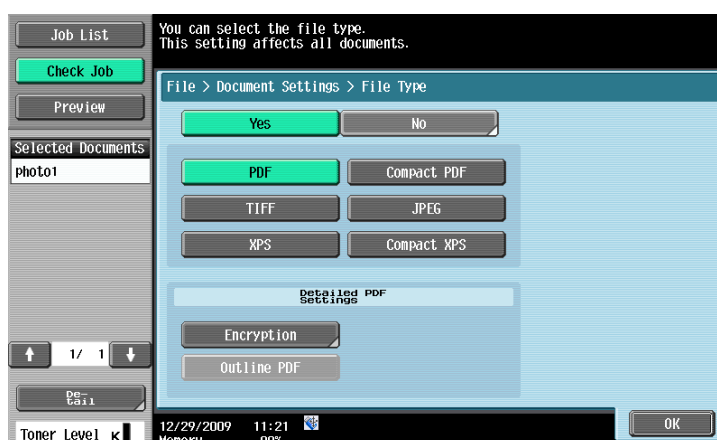 Job List
Check Job
Preview
Selected Documents
photo1
1/ 1
De-
tail
Toner Level K
You can select the file type.
This setting affects all documents.
File > Document Settings > File Type
Yes No
PDF Compact PDF
TIFF JPEG
XPS Compact XPS
Detailed PDF
Settings
Encryption
Outline PDF
12/29/2009 11:21
Memory 99%
OK